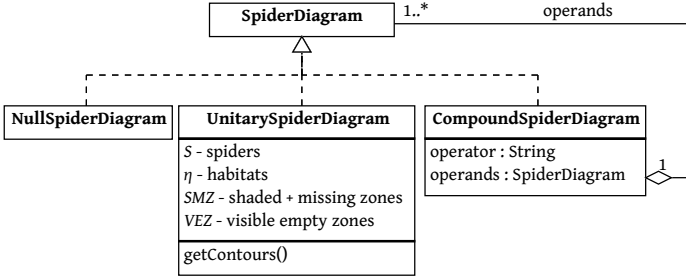 SpiderDiagram
1..*
operands
NullSpiderDiagram
UnitarySpiderDiagram
S - spiders
η - habitats
SMZ - shaded + missing zones
VEZ - visible empty zones
getContours()
CompoundSpiderDiagram
operator : String
operands : SpiderDiagram
1